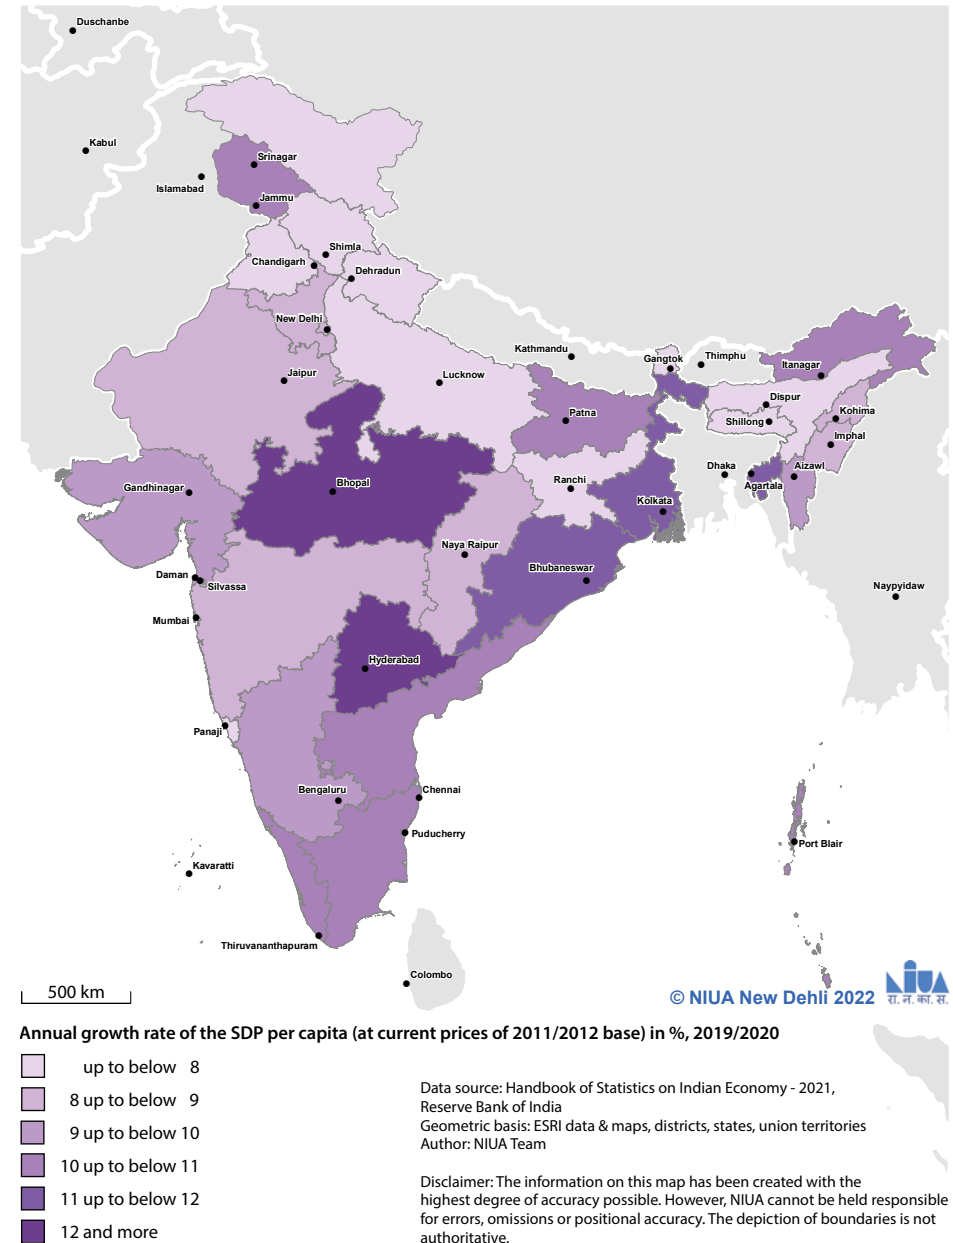 Duschanbe
Kabul
Srinagar
Islamabad
Jammu
Shimla
Chandigarh
Dehradun
New Delhi
Kathmandu
Gangtok
Thimphu
Itanagar
Jaipur
Lucknow
Dispur
Patna
Kohima
Shillong
Imphal
Dhaka
Aizawl
Bhopal
Ranchi
Gandhinagar
Agartala
Kolkata
Naya Raipur
Bhubaneswar
Daman
Silvassa
Naypyidaw
Mumbai
Hyderabad
Panaji
Bengaluru
Chennai
Puducherry
Port Blair
Kavaratti
Thiruvananthapuram
Colombo
500 km
© NIUA New Dehli 2022
NIUA
रा. न. का. सं.
Annual growth rate of the SDP per capita (at current prices of 2011/2012 base) in %, 2019/2020
up to below 8
8 up to below 9
9 up to below 10
10 up to below 11
11 up to below 12
12 and more
Data source: Handbook of Statistics on Indian Economy - 2021,
Reserve Bank of India
Geometric basis: ESRI data & maps, districts, states, union territories
Author: NIUA Team
Disclaimer: The information on this map has been created with the
highest degree of accuracy possible. However, NIUA cannot be held responsible
for errors, omissions or positional accuracy. The depiction of boundaries is not
authoritative.